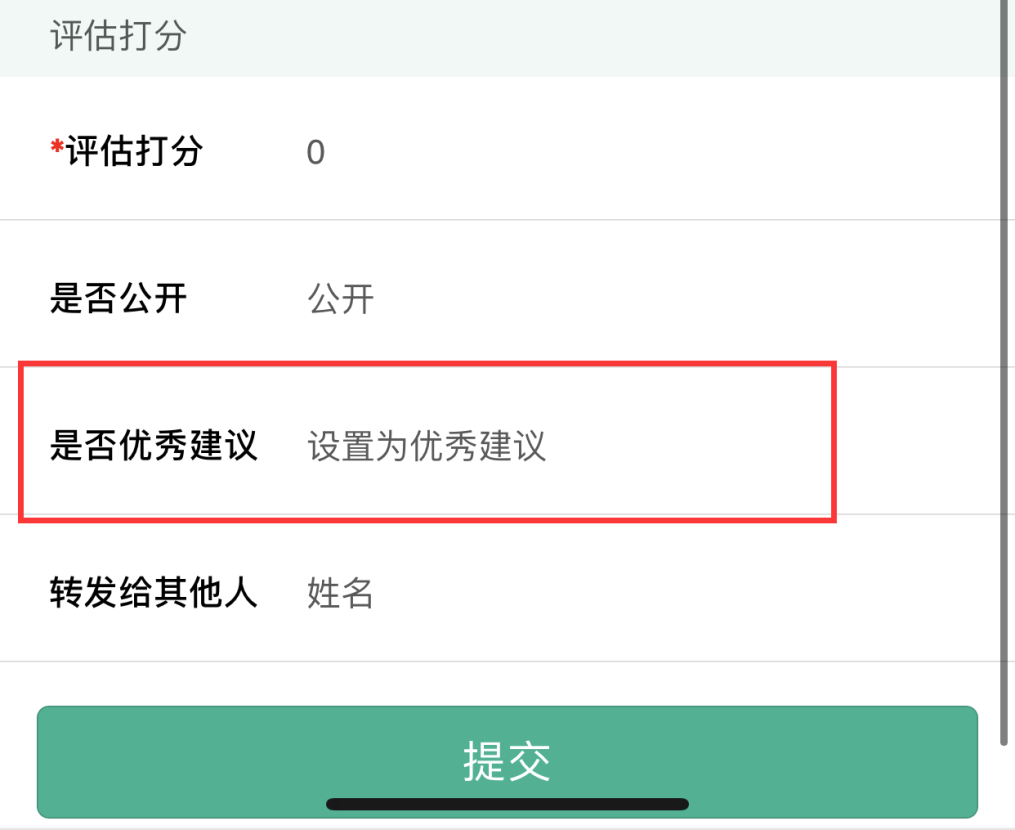 评估打分
*评估打分 0
是否公开 公开
是否优秀建议 设置为优秀建议
转发给其他人 姓名
提交